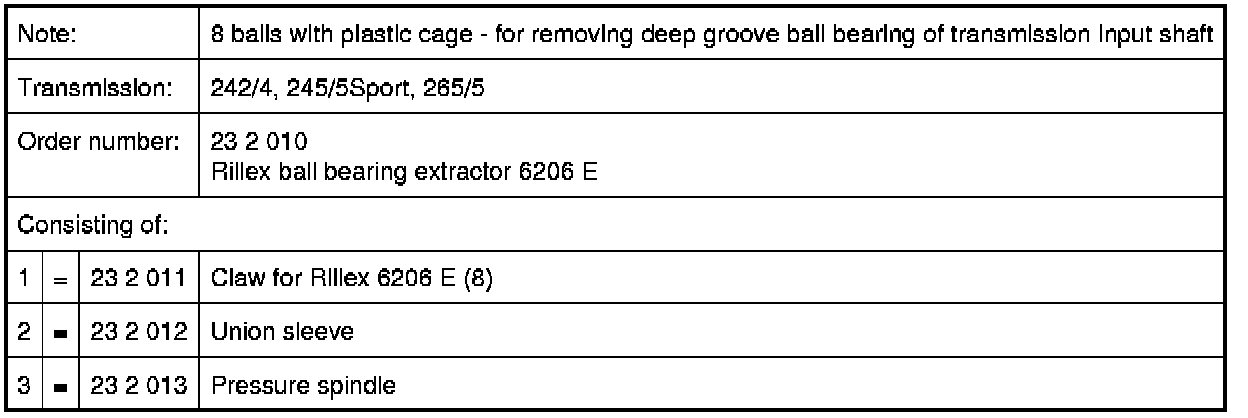 Note: 8 balls with plastic cage - for removing deep groove ball bearing of transmission input shaft
Transmission: 242/4, 245/5Sport, 265/5
Order number: 23 2 010
Rillex ball bearing extractor 6206 E
Consisting of:
1 = 23 2 011 Claw for Rillex 6206 E (8)
2 = 23 2 012 Union sleeve
3 = 23 2 013 Pressure spindle